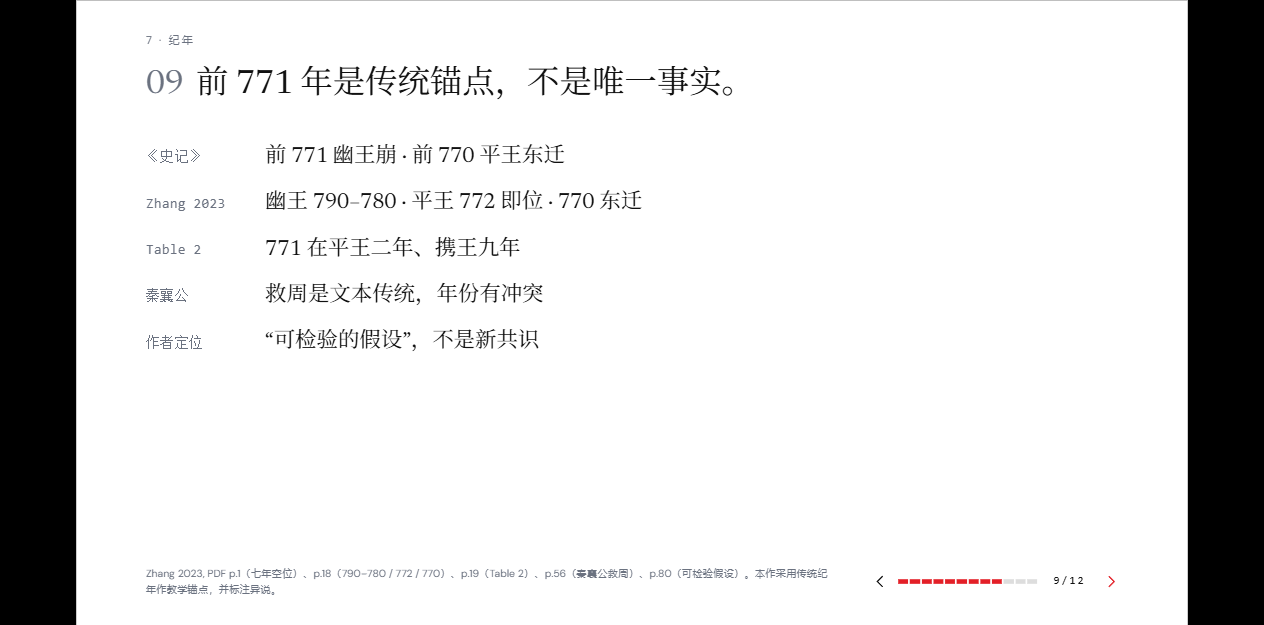 7 · 纪年
09 前 771 年是传统锚点，不是唯一事实。
《史记》 前 771 幽王崩 · 前 770 平王东迁
Zhang 2023 幽王 790–780 · 平王 772 即位 · 770 东迁
Table 2 771 在平王二年、携王九年
秦襄公 救周是文本传统，年份有冲突
作者定位 “可检验的假设”，不是新共识
Zhang 2023, PDF p.1（七年空位）、p.18（790–780 / 772 / 770）、p.19（Table 2）、p.56（秦襄公救周）、p.80（可检验假设）。本作采用传统纪
年作教学锚点，并标注异说。
9/12